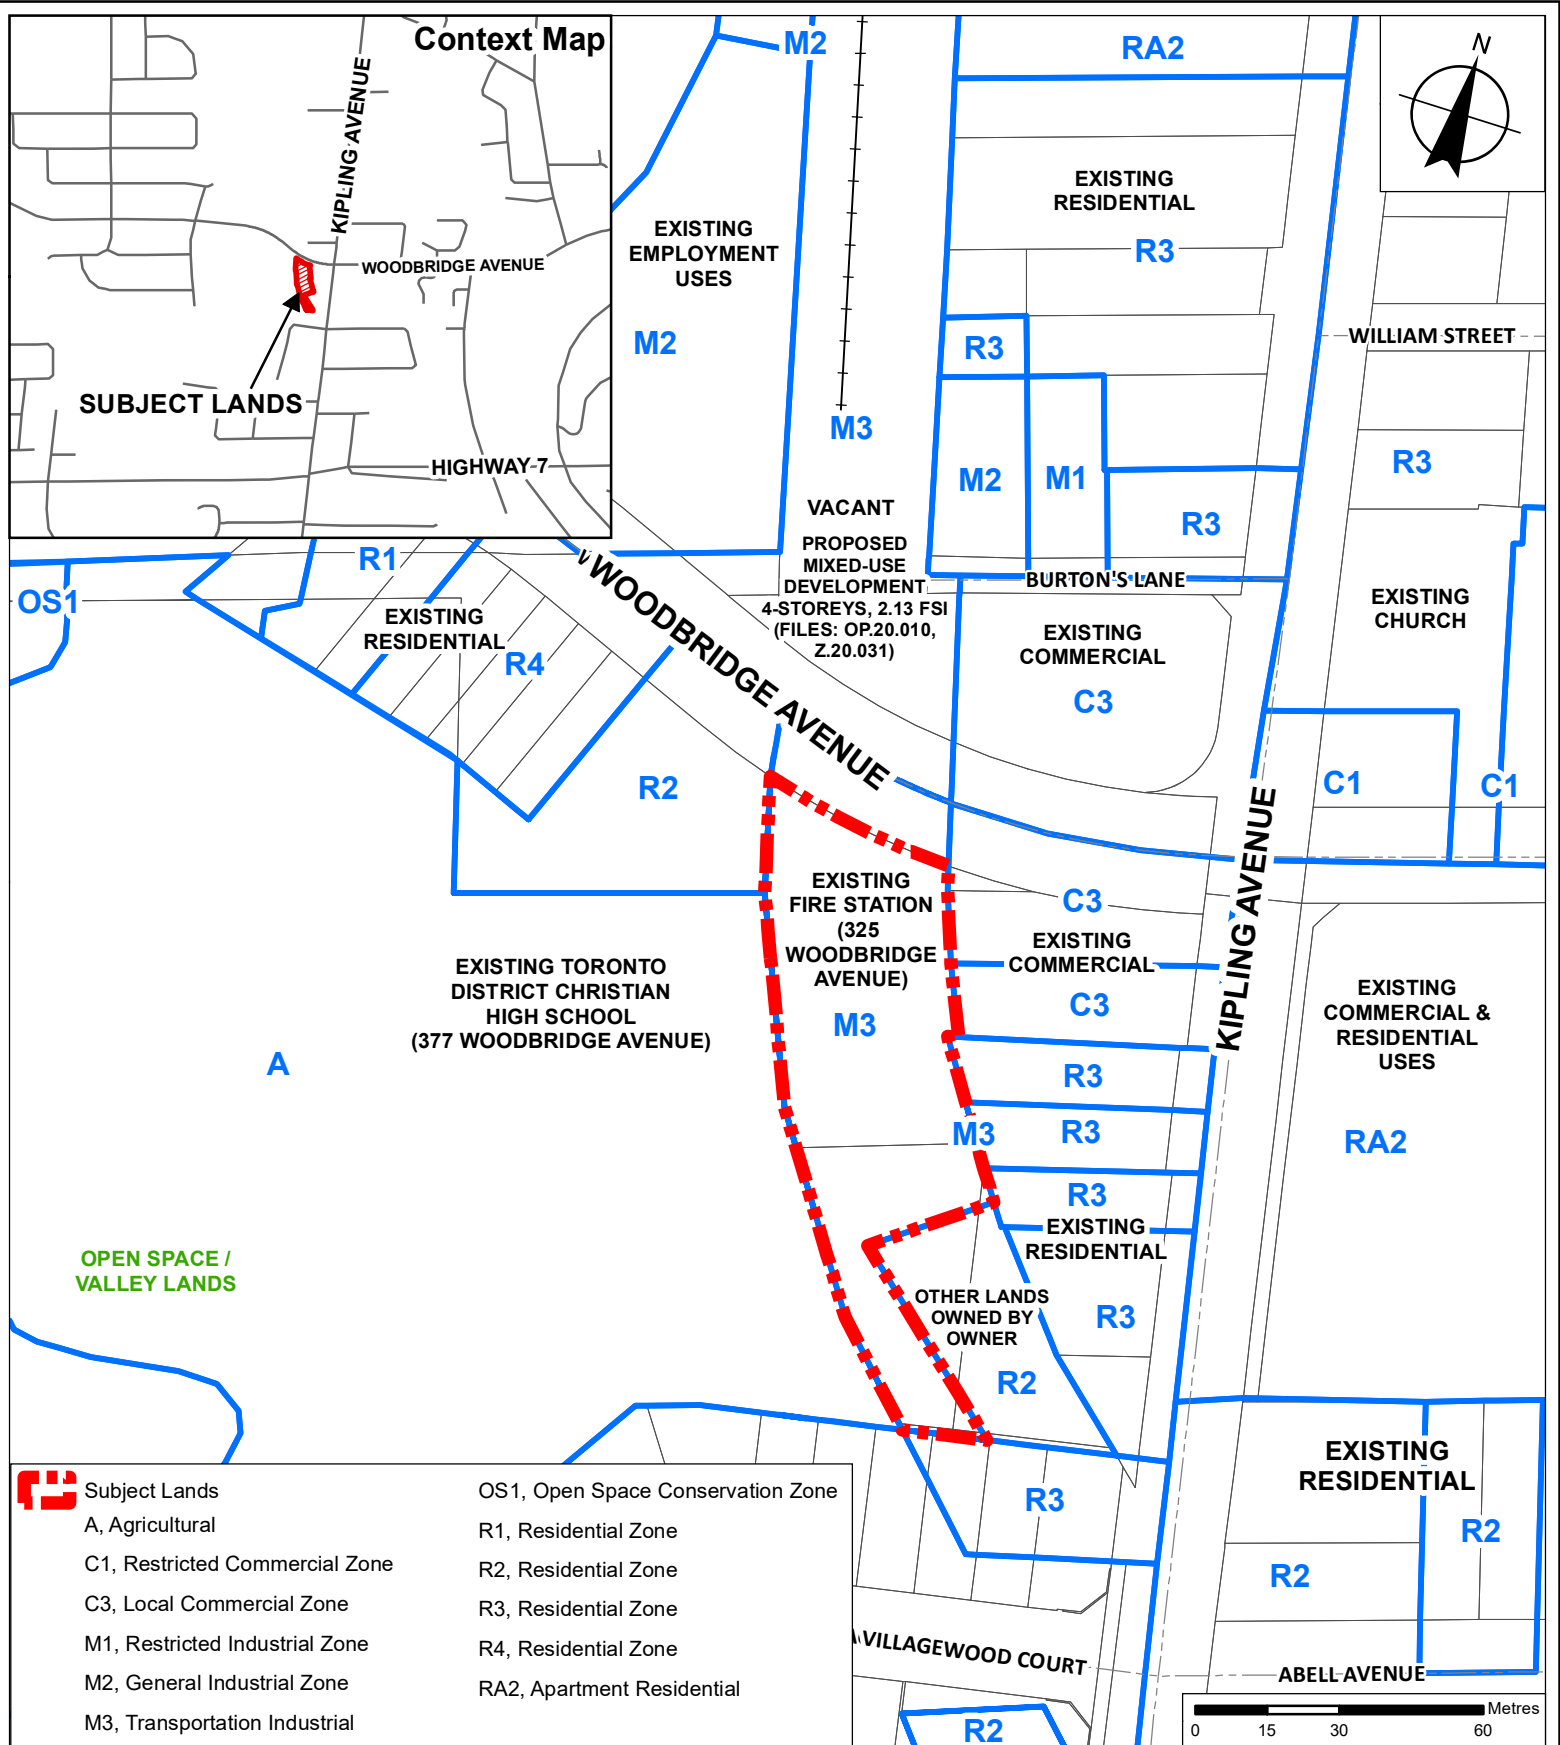 Context Map
KIPLING AVENUE
WOODBRIDGE AVENUE
SUBJECT LANDS
HIGHWAY 7
N
M2
RA2
EXISTING
RESIDENTIAL
R3
EXISTING
EMPLOYMENT
USES
M2
R3
WILLIAM STREET
M3
R3
M2
M1
R3
VACANT
PROPOSED
MIXED-USE
DEVELOPMENT
4-STOREYS, 2.13 FSI
(FILES: OP.20.010,
Z.20.031)
BURTON'S LANE
R1
OS1
EXISTING
RESIDENTIAL
R4
WOODBRIDGE AVENUE
EXISTING
COMMERCIAL
C3
EXISTING
CHURCH
R2
C1
C1
KIPLING AVENUE
EXISTING
FIRE STATION
(325
WOODBRIDGE
AVENUE)
M3
C3
EXISTING
COMMERCIAL
C3
EXISTING TORONTO
DISTRICT CHRISTIAN
HIGH SCHOOL
(377 WOODBRIDGE AVENUE)
A
EXISTING
COMMERCIAL &
RESIDENTIAL
USES
RA2
R3
M3
R3
R3
EXISTING
RESIDENTIAL
OPEN SPACE /
VALLEY LANDS
OTHER LANDS
OWNED BY
OWNER
R3
R2
EXISTING
RESIDENTIAL
R3
R2
R2
VILLAGEWOOD COURT
ABELL AVENUE
R2
Subject Lands
A, Agricultural
C1, Restricted Commercial Zone
C3, Local Commercial Zone
M1, Restricted Industrial Zone
M2, General Industrial Zone
M3, Transportation Industrial
OS1, Open Space Conservation Zone
R1, Residential Zone
R2, Residential Zone
R3, Residential Zone
R4, Residential Zone
RA2, Apartment Residential
Metres
0 15 30 60